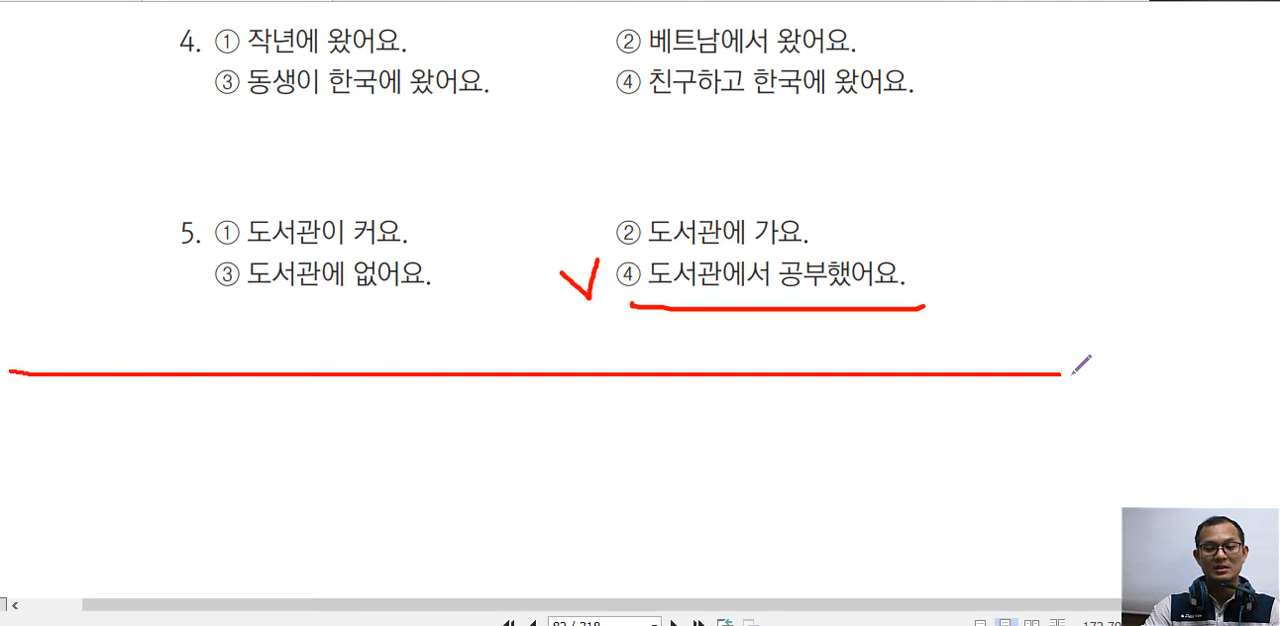 4. ① 작년에 왔어요. ② 베트남에서 왔어요.
③ 동생이 한국에 왔어요. ④ 친구하고 한국에 왔어요.
5. ① 도서관이 커요. ② 도서관에 가요.
③ 도서관에 없어요. ④ 도서관에서 공부했어요.